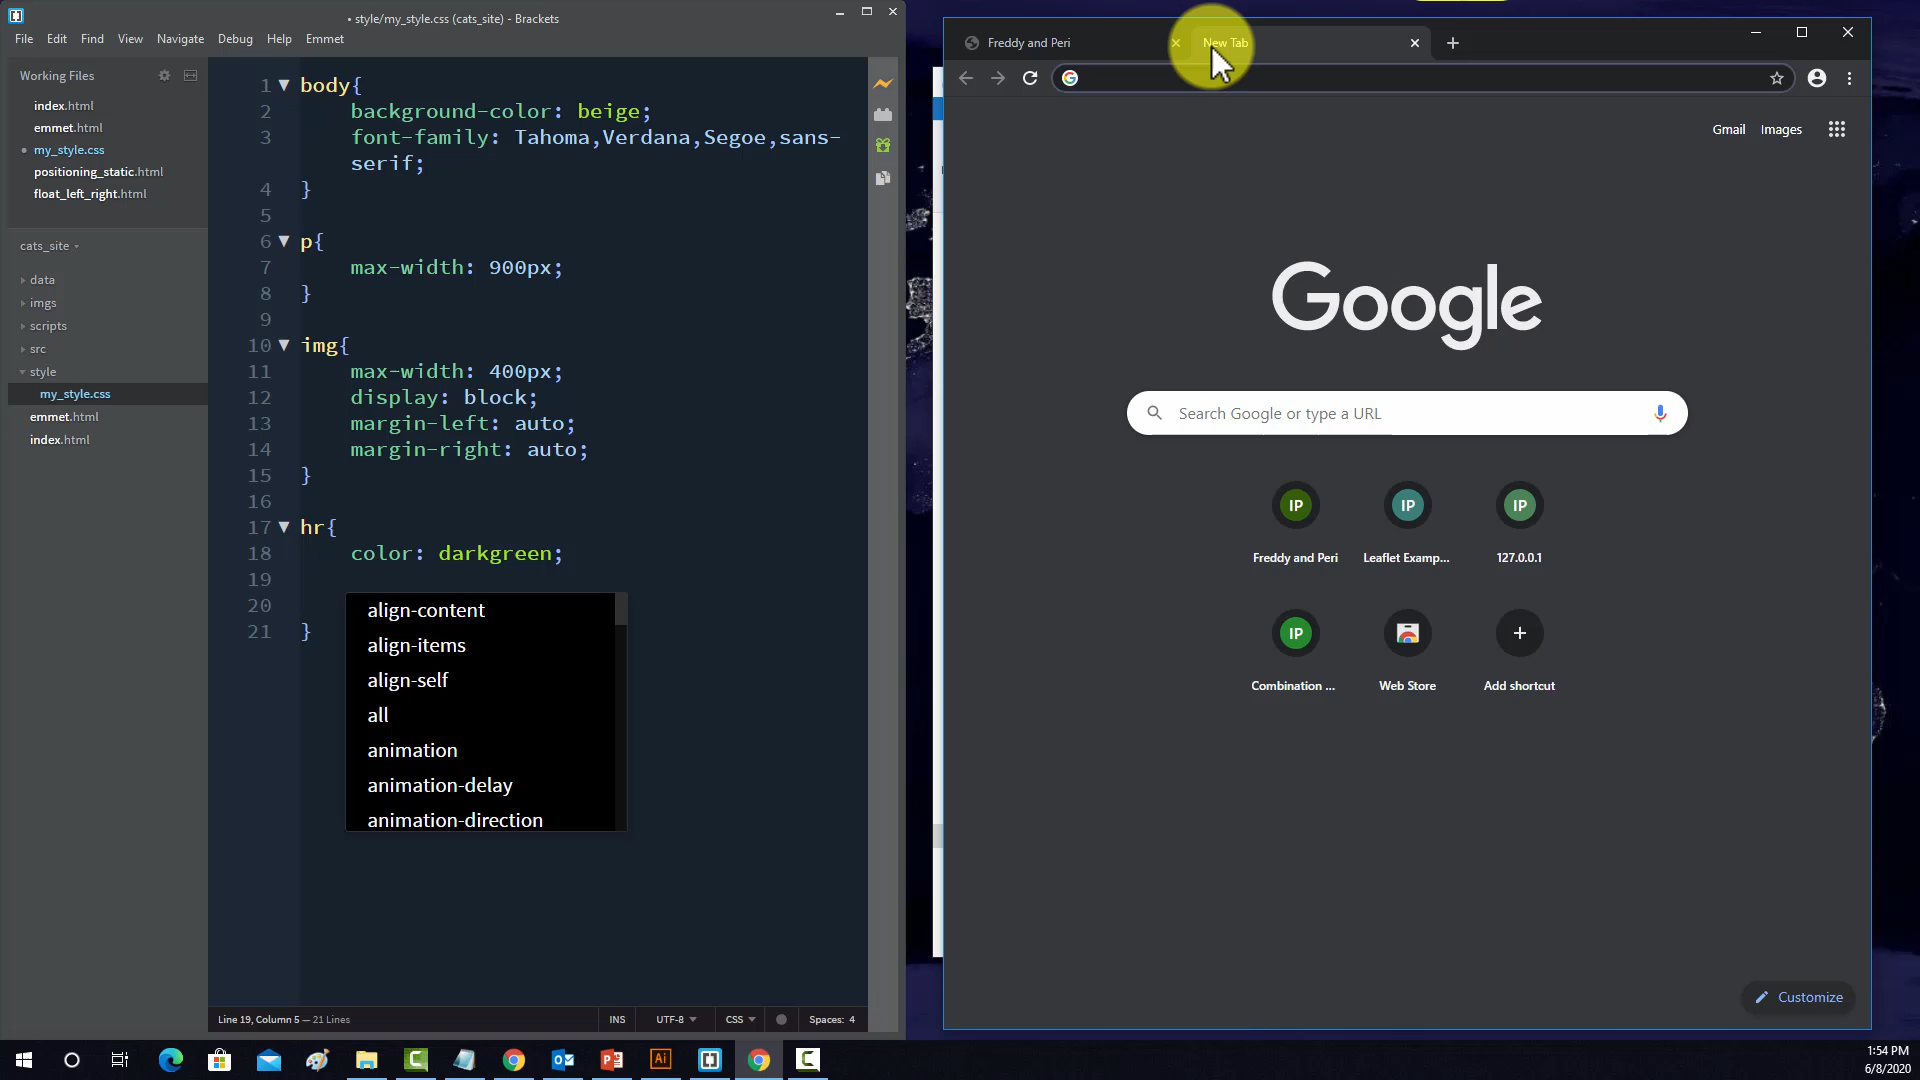 • style/my_style.css (cats_site) - Brackets
File Edit Find View Navigate Debug Help Emmet
Working Files
index.html
emmet.html
my_style.css
positioning_static.html
float_left_right.html
cats_site
data
imgs
scripts
src
style
my_style.css
emmet.html
index.html
1 body{
2 background-color: beige;
3 font-family: Tahoma,Verdana,Segoe,sans-
serif;
4 }
5
6 p{
7 max-width: 900px;
8 }
9
10 img{
11 max-width: 400px;
12 display: block;
13 margin-left: auto;
14 margin-right: auto;
15 }
16
17 hr{
18 color: darkgreen;
19
20
21 }
align-content
align-items
align-self
all
animation
animation-delay
animation-direction
Line 19, Column 5 — 21 Lines
INS UTF-8 CSS Spaces: 4
Freddy and Peri
New Tab
Gmail Images
Google
Search Google or type a URL
IP IP IP
Freddy and Peri Leaflet Examp... 127.0.0.1
IP
Combination ... Web Store Add shortcut
Customize
Ai
1:54 PM
6/8/2020